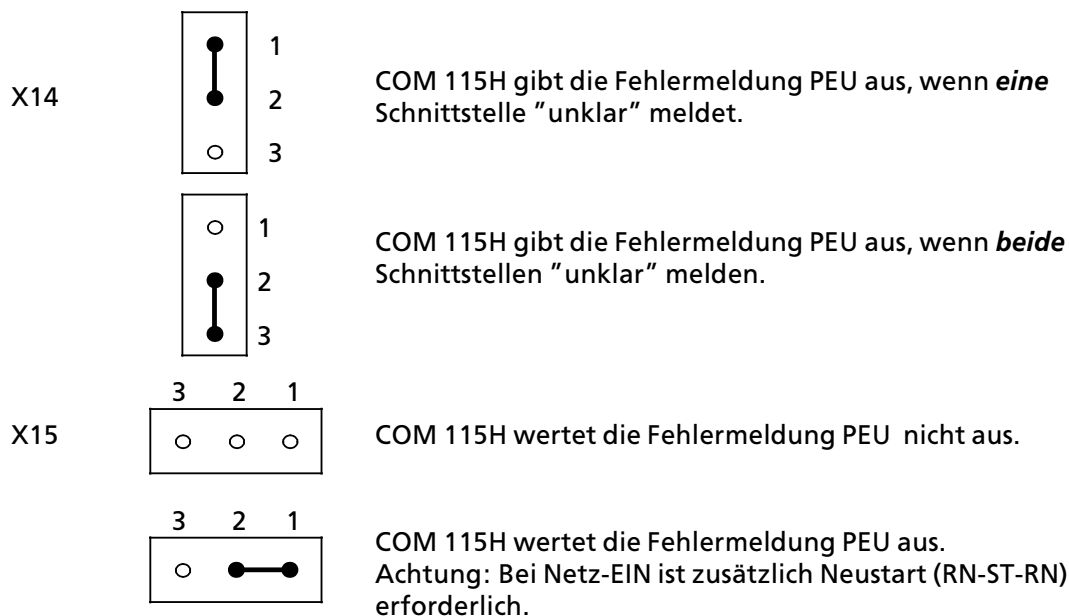 1
X14
COM 115H gibt die Fehlermeldung PEU aus, wenn eine
2
Schnittstelle "unklar" meldet.
3
1
COM 115H gibt die Fehlermeldung PEU aus, wenn beide
2
Schnittstellen "unklar" melden.
3
3 2 1
X15
COM 115H wertet die Fehlermeldung PEU nicht aus.
3 2 1
COM 115H wertet die Fehlermeldung PEU aus.
Achtung: Bei Netz-EIN ist zusätzlich Neustart (RN-ST-RN)
erforderlich.